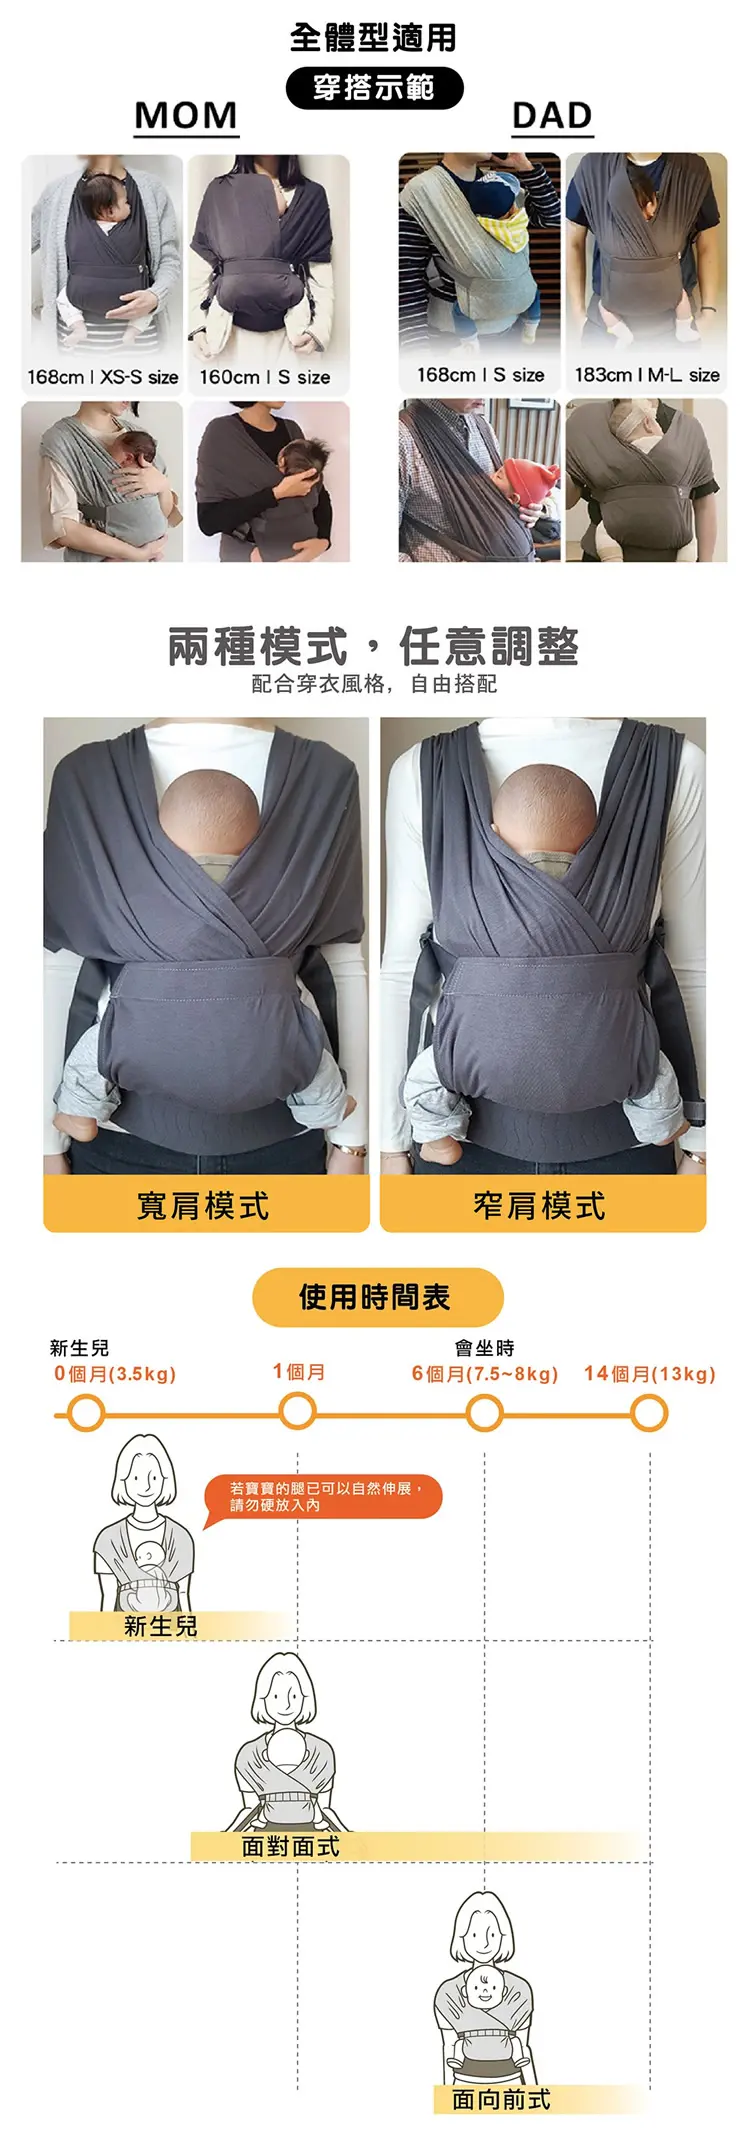 全體型適用
穿搭示範
MOM
DAD
168cm | XS-S size
160cm | S size
168cm | S size
183cm | M-L size
兩種模式，任意調整
配合穿衣風格，自由搭配
寬肩模式
窄肩模式
使用時間表
新生兒
會坐時
0個月(3.5kg)
1個月
6個月(7.5~8kg)
14個月(13kg)
若寶寶的腿已可以自然伸展，
請勿硬放入內
新生兒
面對面式
面向前式